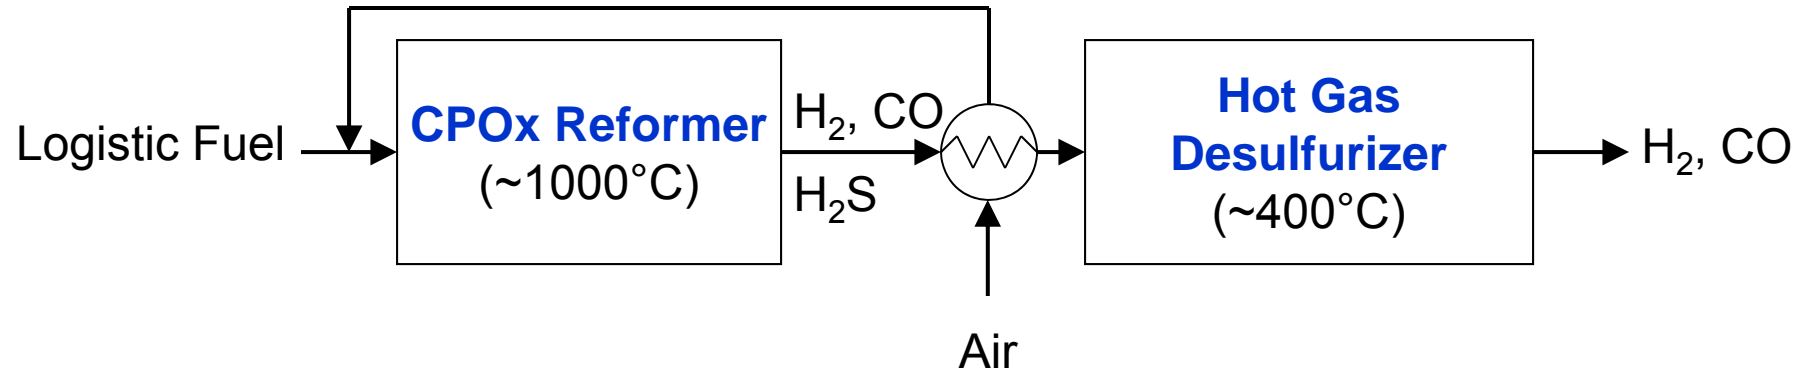 Logistic Fuel
CPOx Reformer
(~1000°C)
H₂, CO
H₂S
Air
Hot Gas
Desulfurizer
(~400°C)
H₂, CO